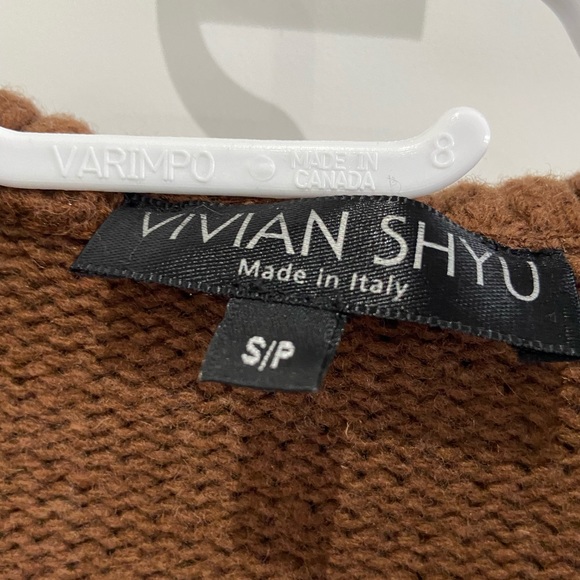 VARIMPO MADE IN CANADA 8
VIVIAN SHYU
Made in Italy
S/P